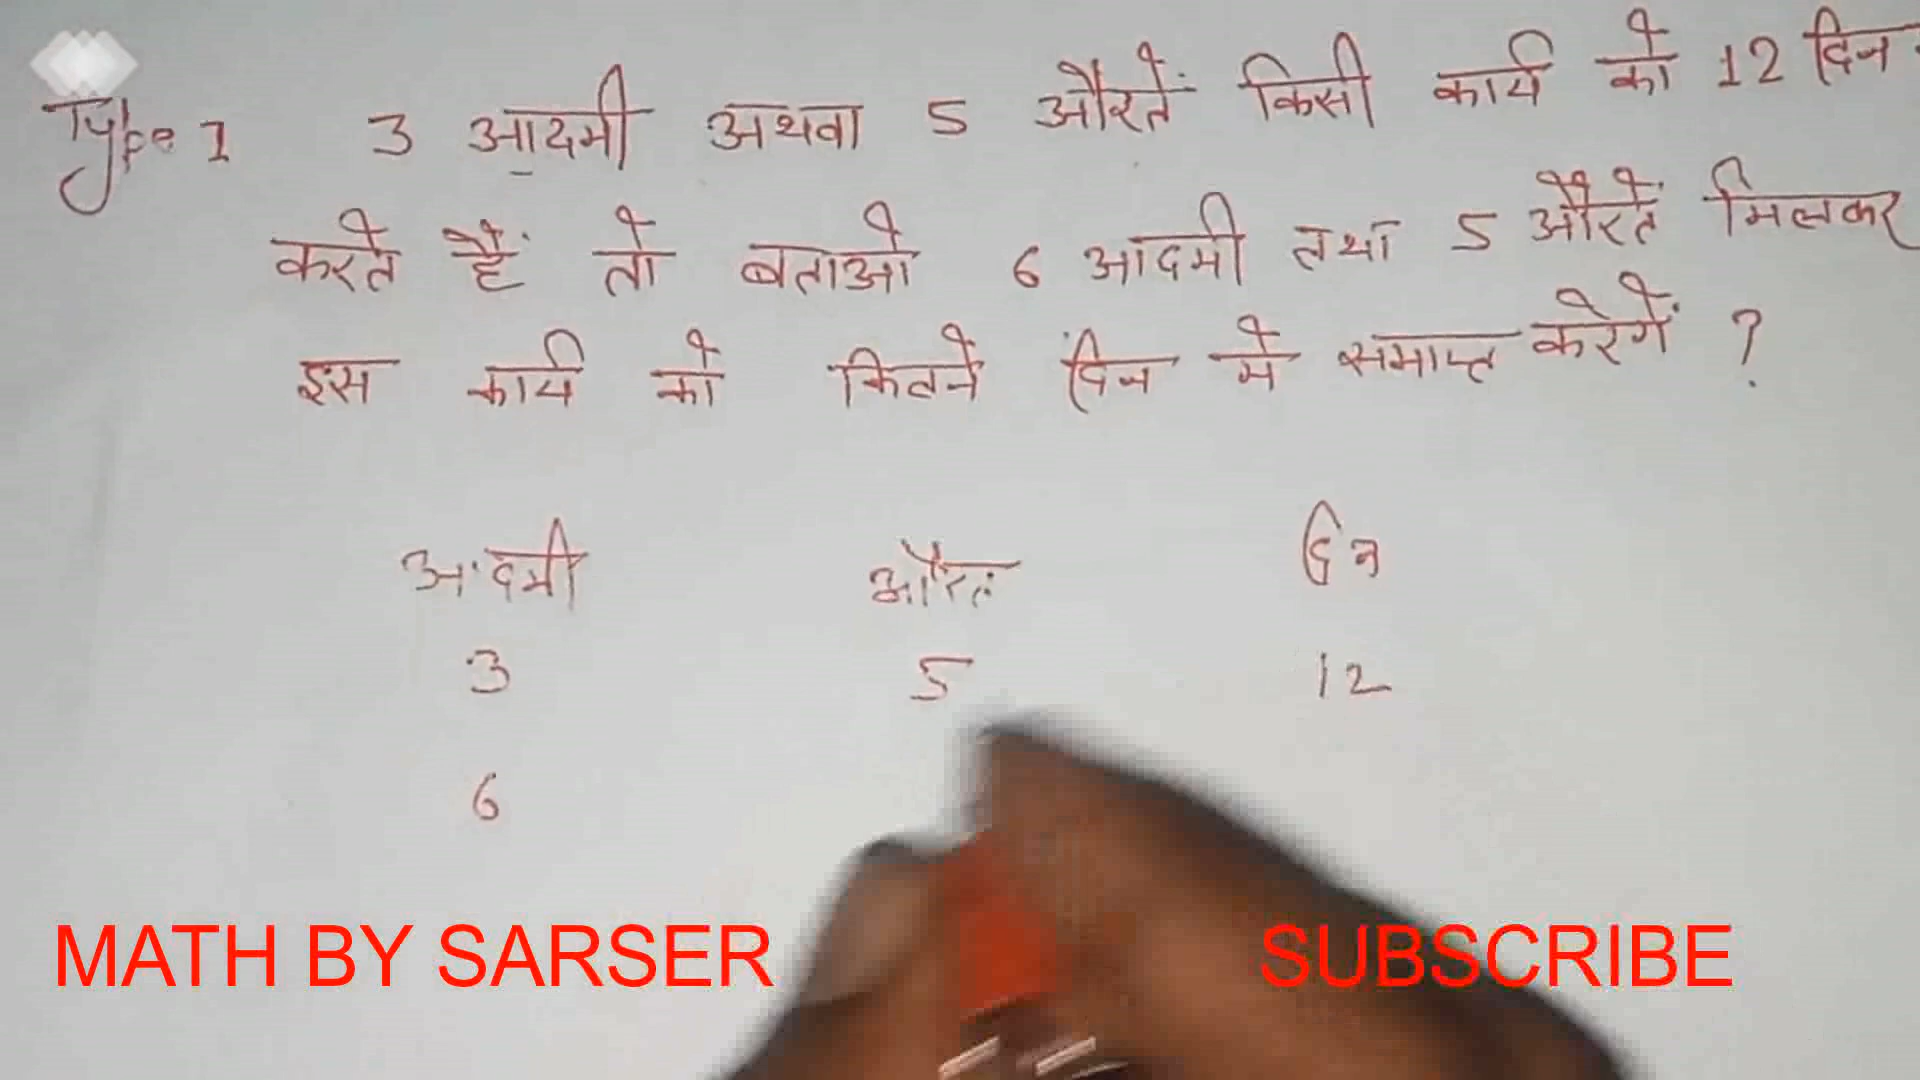 Type 1 3 आदमी अथवा 5 औरतें किसी कार्य को 12 दिन
करते हैं तो बताओ 6 आदमी तथा 5 औरतें मिलकर
इस कार्य को कितने दिन में समाप्त करेगें ?
आदमी औरत दिन
3 5 12
6
MATH BY SARSER SUBSCRIBE